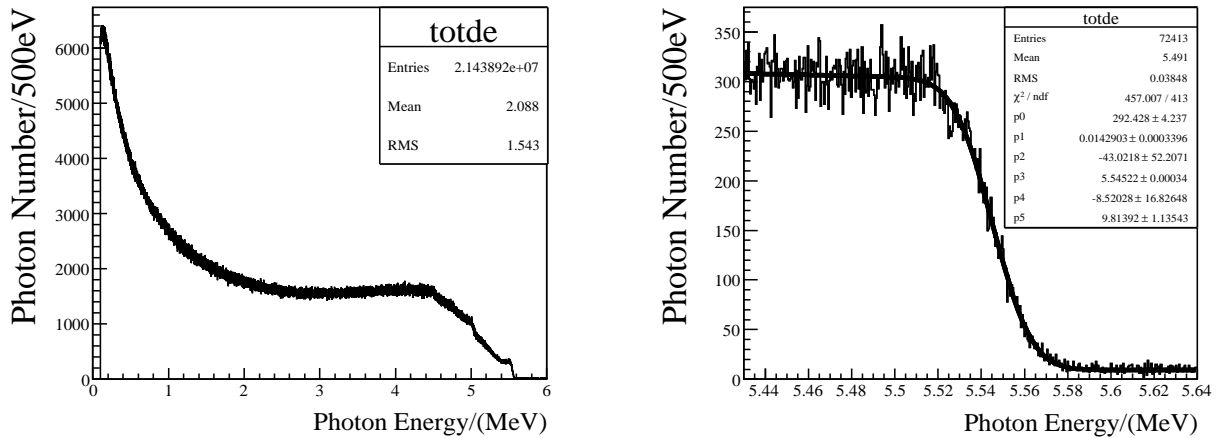 totde
Entries 2.143892e+07
Mean 2.088
RMS 1.543
Photon Number/500eV
6000
5000
4000
3000
2000
1000
0
0 1 2 3 4 5 6
Photon Energy/(MeV)
totde
Entries 72413
Mean 5.491
RMS 0.03848
χ² / ndf 457.007 / 413
p0 292.428 ± 4.237
p1 0.0142903 ± 0.0003396
p2 -43.0218 ± 52.2071
p3 5.54522 ± 0.00034
p4 -8.52028 ± 16.82648
p5 9.81392 ± 1.13543
Photon Number/500eV
350
300
250
200
150
100
50
0
5.44 5.46 5.48 5.5 5.52 5.54 5.56 5.58 5.6 5.62 5.64
Photon Energy/(MeV)